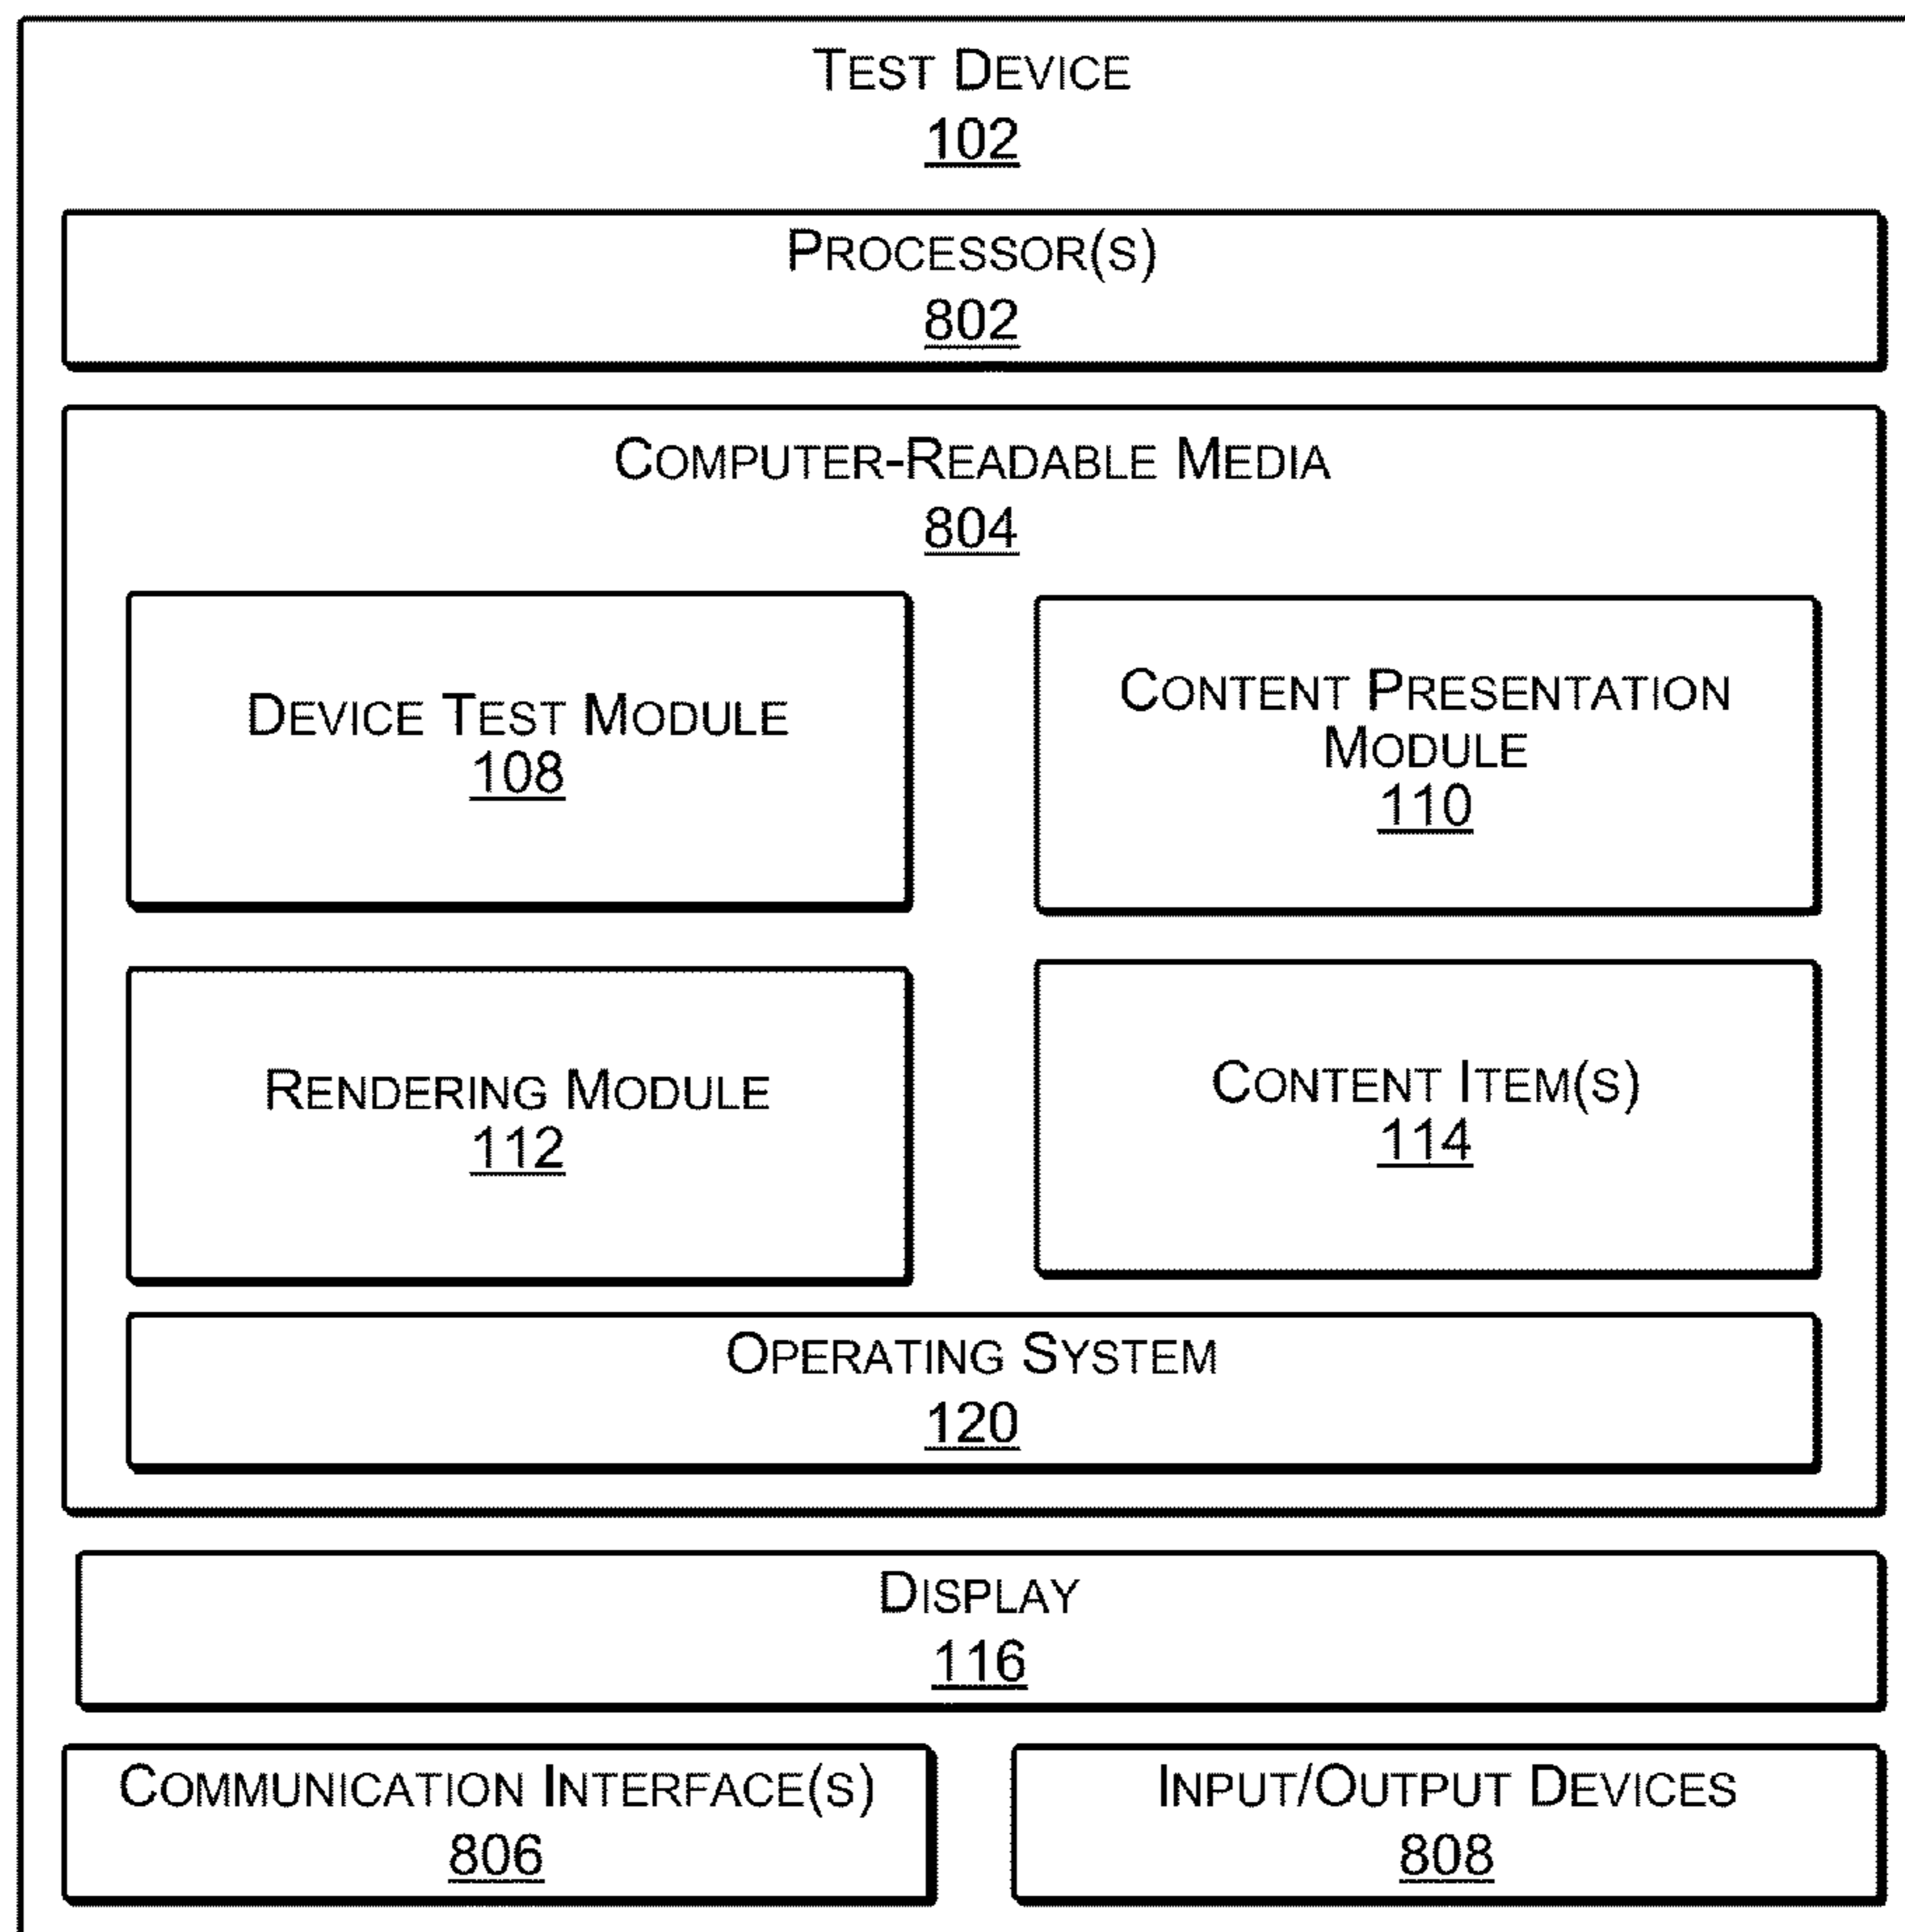 TEST DEVICE
102
PROCESSOR(S)
802
COMPUTER-READABLE MEDIA
804
DEVICE TEST MODULE
108
CONTENT PRESENTATION
MODULE
110
RENDERING MODULE
112
CONTENT ITEM(S)
114
OPERATING SYSTEM
120
DISPLAY
116
COMMUNICATION INTERFACE(S)
806
INPUT/OUTPUT DEVICES
808